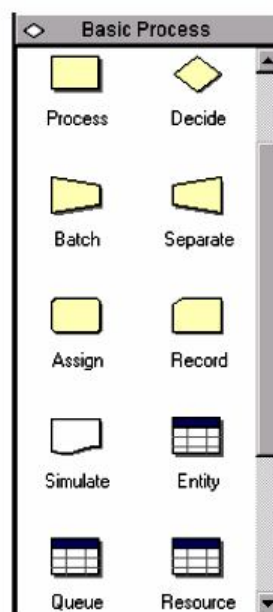 Basic Process
Process Decide
Batch Separate
Assign Record
Simulate Entity
Queue Resource